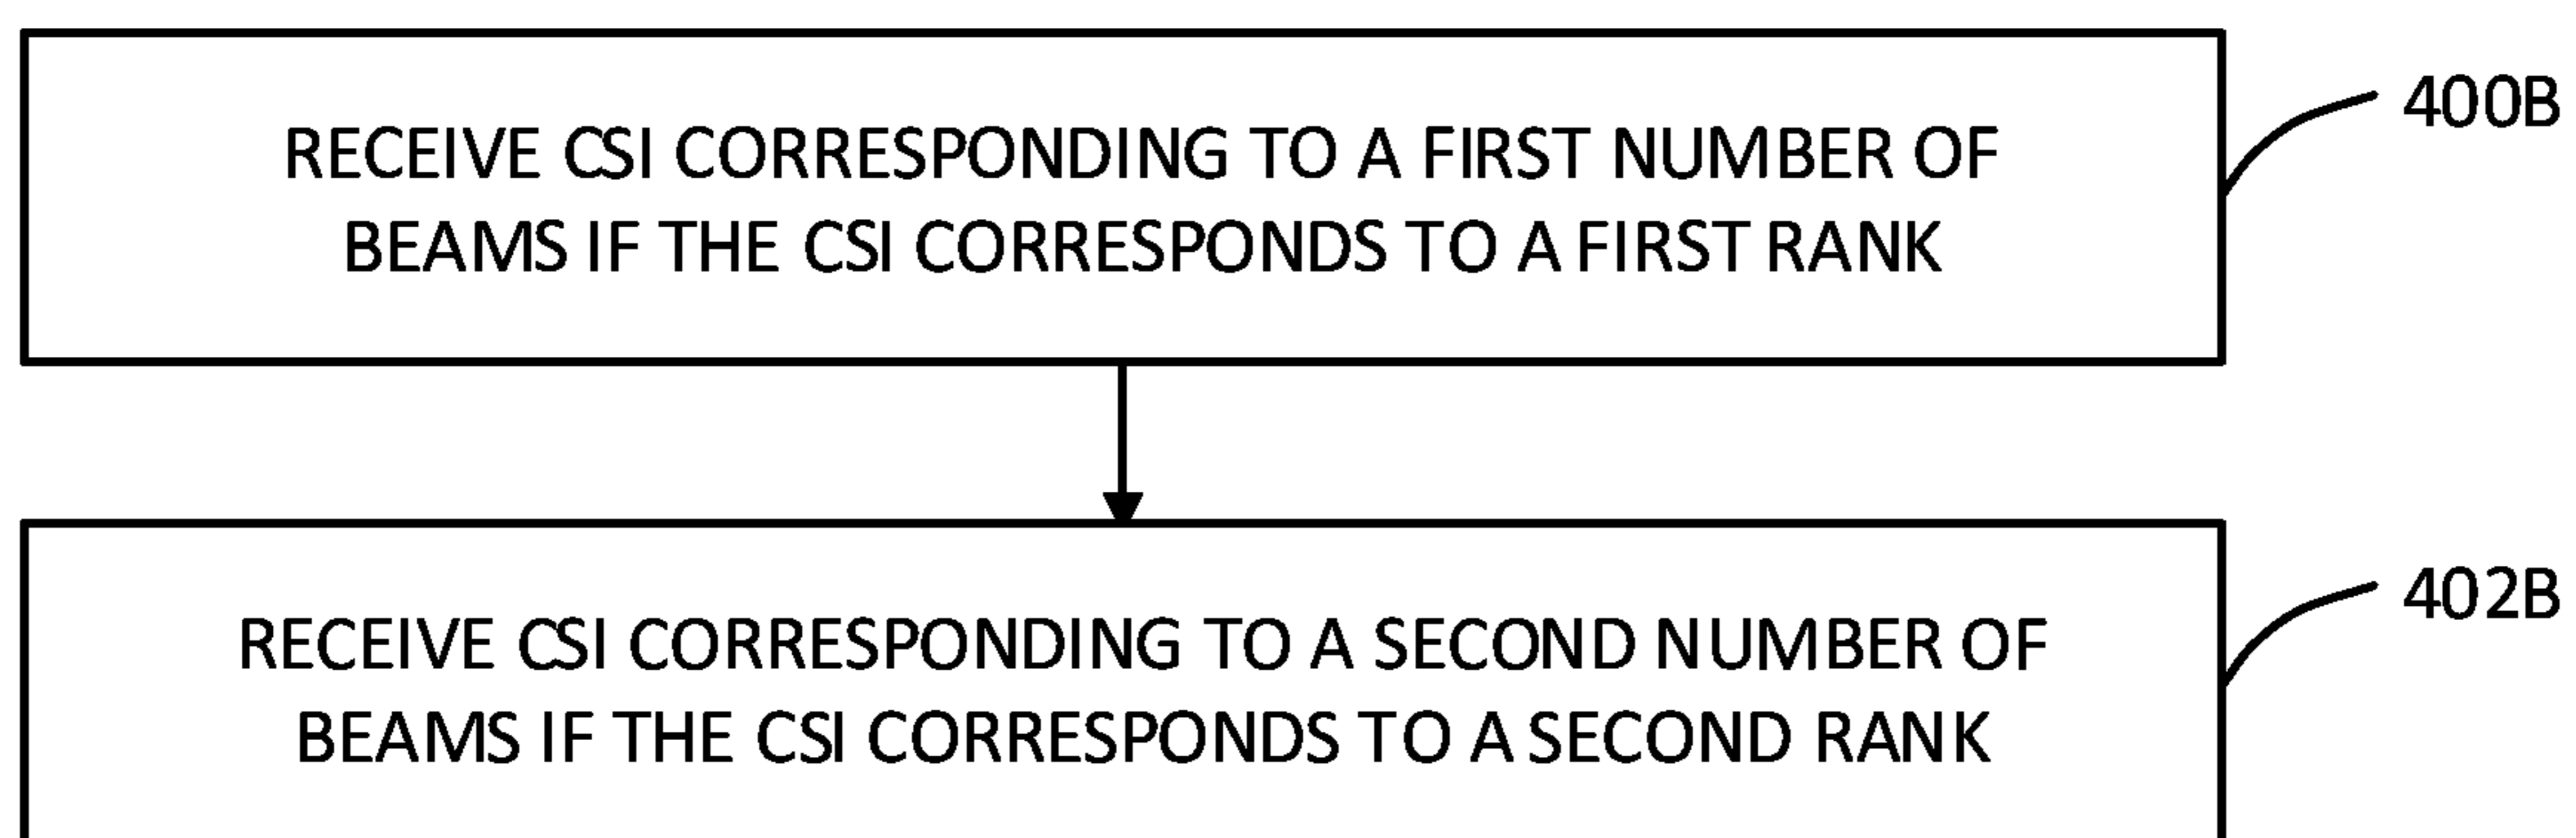 RECEIVE CSI CORRESPONDING TO A FIRST NUMBER OF
BEAMS IF THE CSI CORRESPONDS TO A FIRST RANK
400B
RECEIVE CSI CORRESPONDING TO A SECOND NUMBER OF
BEAMS IF THE CSI CORRESPONDS TO A SECOND RANK
402B